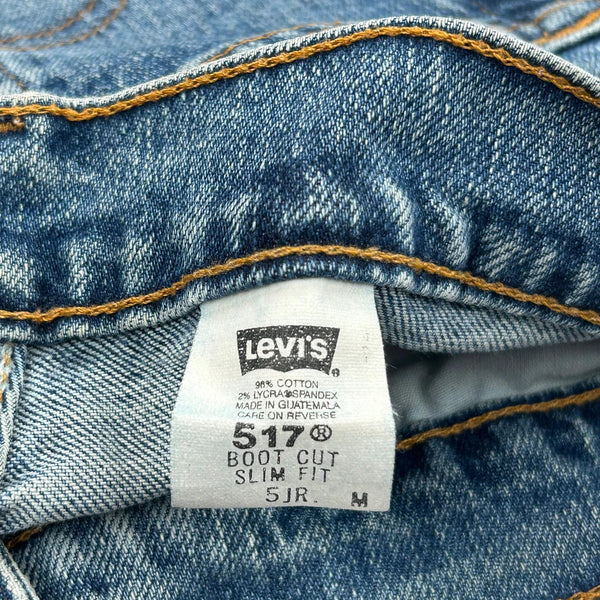 Levi's®
98% COTTON
2% LYCRA® SPANDEX
MADE IN GUATEMALA
CARE ON REVERSE
517®
BOOT CUT
SLIM FIT
5JR. M